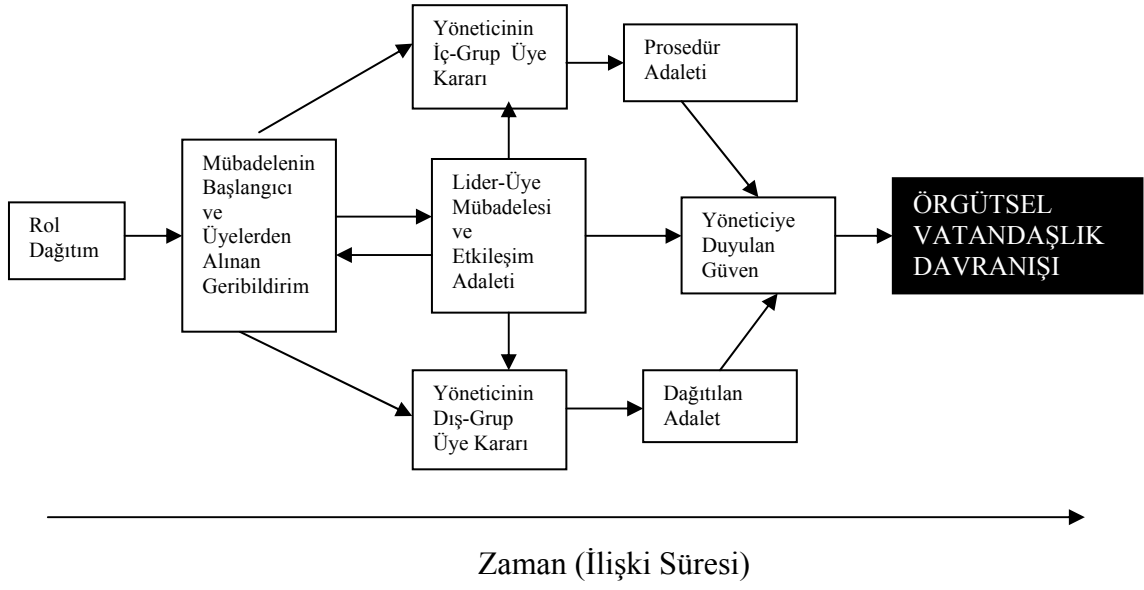 Rol
Dağıtım
Mübadelenin
Başlangıcı
ve
Üyelerden
Alınan
Geribildirim
Yöneticinin
İç-Grup Üye
Kararı
Lider-Üye
Mübadelesi
ve
Etkileşim
Adaleti
Yöneticinin
Dış-Grup
Üye Kararı
Prosedür
Adaleti
Dağıtılan
Adalet
Yöneticiye
Duyulan
Güven
ÖRGÜTSEL
VATANDAŞLIK
DAVRANIŞI
Zaman (İlişki Süresi)